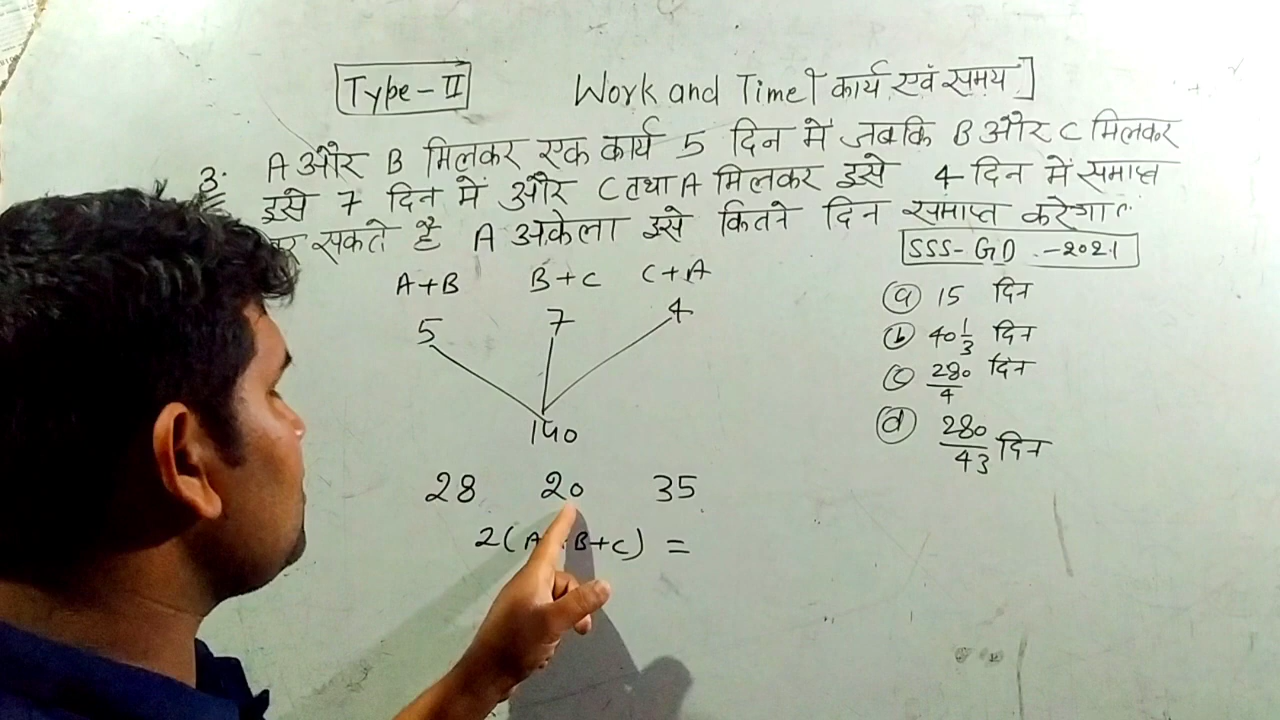 Type-II
Work and Time [कार्य एवं समय]
3. A और B मिलकर एक कार्य 5 दिन में जबकि B और C मिलकर
इसे 7 दिन में और C तथा A मिलकर इसे 4 दिन में समाप्त
सकते है A अकेला इसे कितने दिन समाप्त करेगा
SSS-GD -2021
A+B B+C C+A
5 7 4
140
28 20 35
2(A+B+C) =
(a) 15 दिन
(b) 40 1/3 दिन
(c) 280/4 दिन
(d) 280/43 दिन